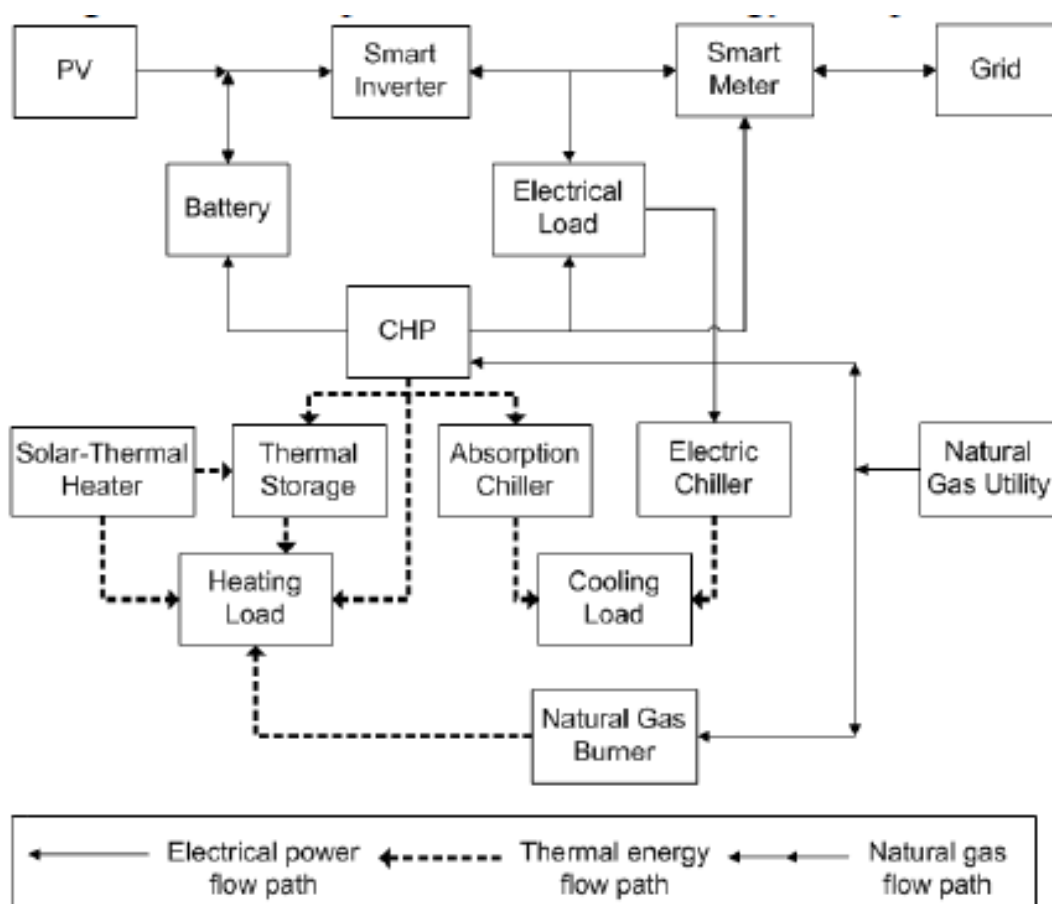 PV
Smart
Inverter
Smart
Meter
Grid
Battery
Electrical
Load
CHP
Solar-Thermal
Heater
Thermal
Storage
Absorption
Chiller
Electric
Chiller
Natural
Gas Utility
Heating
Load
Cooling
Load
Natural Gas
Burner
Electrical power
flow path
Thermal energy
flow path
Natural gas
flow path